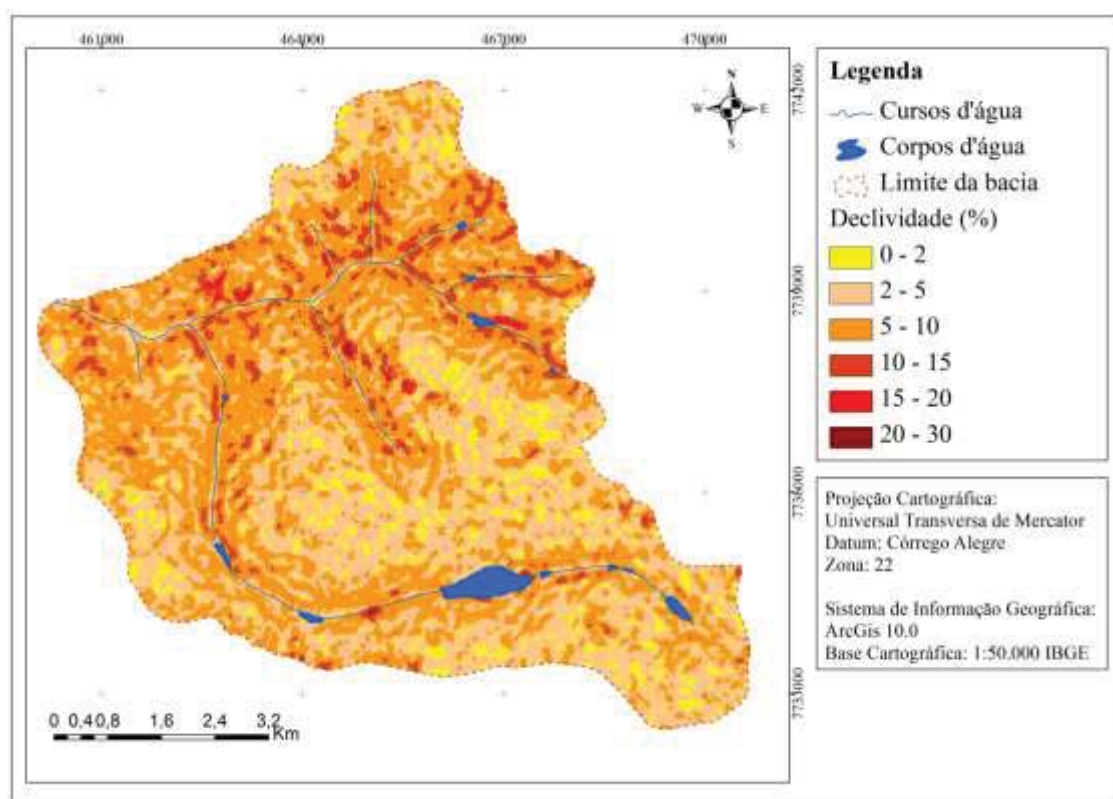 461000 464000 467000 470000
7742000
7739000
7736000
7733000
N
W E
S
0 0,40,8 1,6 2,4 3,2
Km
Legenda
Cursos d'água
Corpos d'água
Limite da bacia
Declividade (%)
0 - 2
2 - 5
5 - 10
10 - 15
15 - 20
20 - 30
Projeção Cartográfica:
Universal Transversa de Mercator
Datum: Córrego Alegre
Zona: 22
Sistema de Informação Geográfica:
ArcGis 10.0
Base Cartográfica: 1:50.000 IBGE